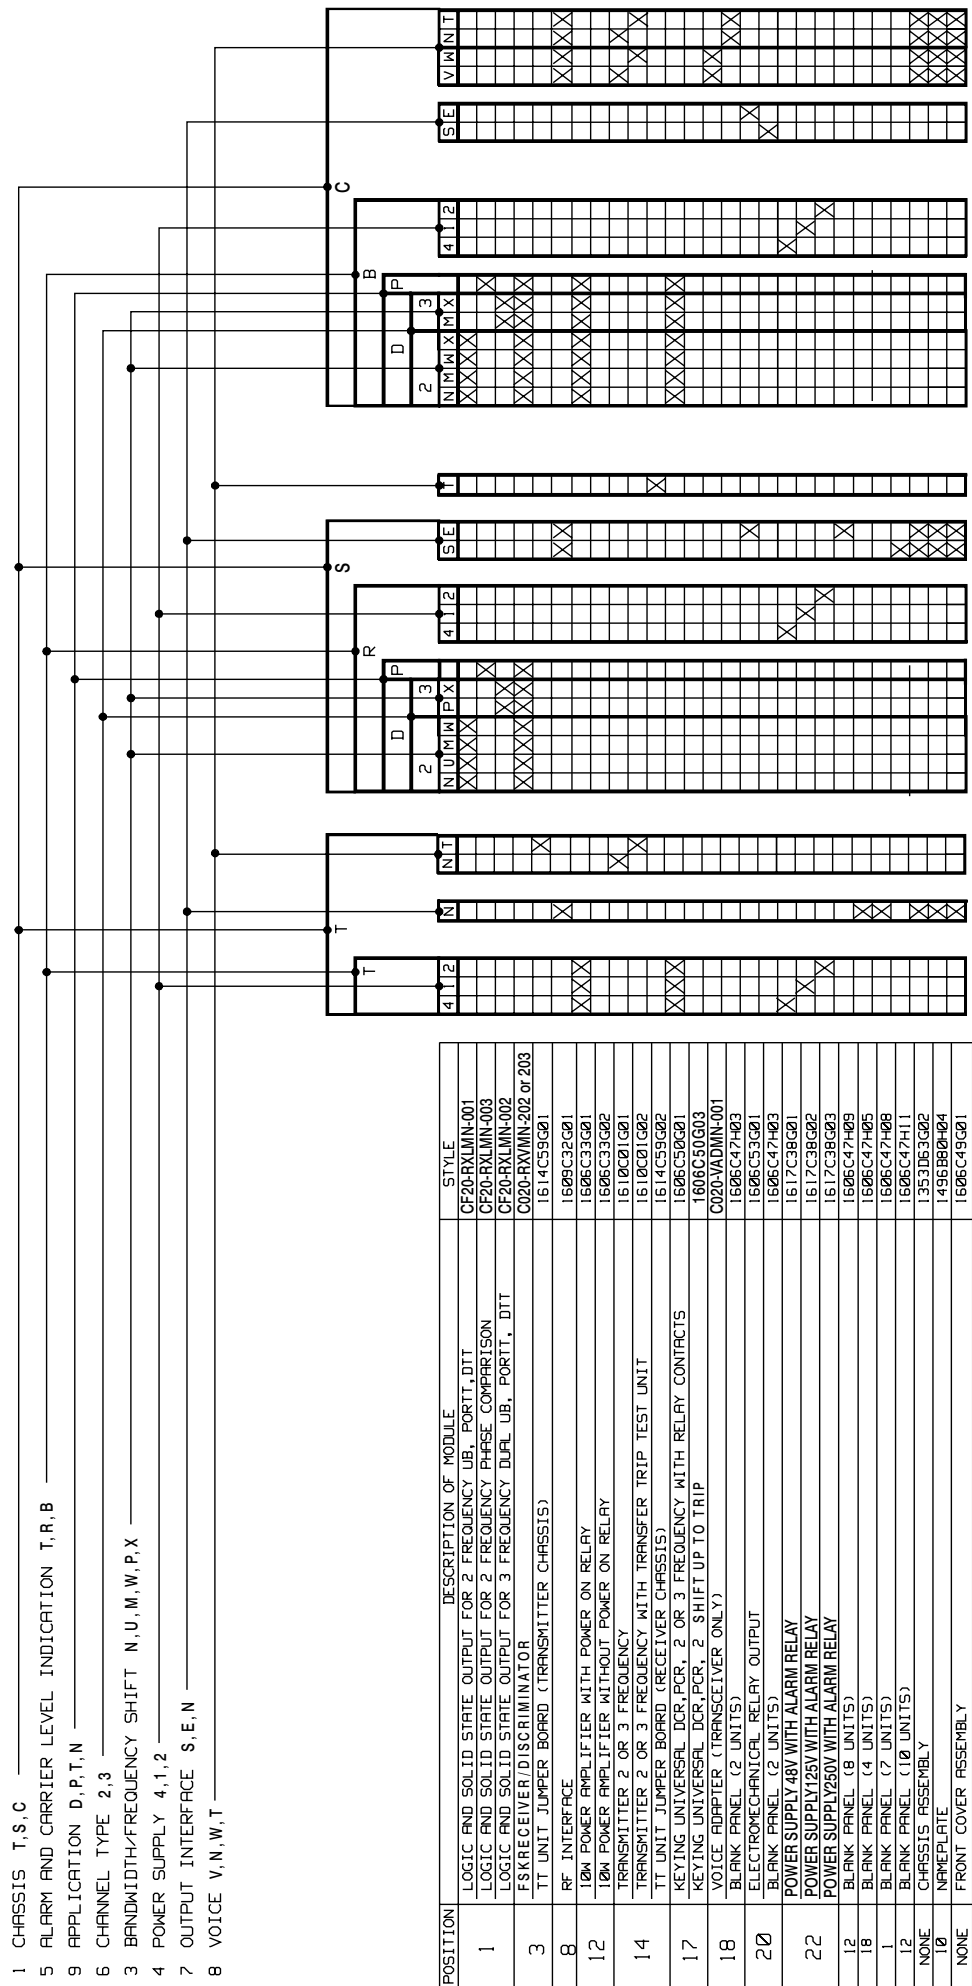 1 CHASSIS T,S,C
5 ALARM AND CARRIER LEVEL INDICATION T,R,B
9 APPLICATION D,P,T,N
6 CHANNEL TYPE 2,3
3 BANDWIDTH/FREQUENCY SHIFT N,U,M,W,P,X
4 POWER SUPPLY 4,1,2
7 OUTPUT INTERFACE S,E,N
8 VOICE V,N,W,T
T
T
4 1 2
N
N T
S
R
D P
2 3
N U M W P X
4 1 2
S E
T
C
B
D P
2 3
N M W X M X
4 1 2
S E
V W N T
POSITION DESCRIPTION OF MODULE STYLE
1 LOGIC AND SOLID STATE OUTPUT FOR 2 FREQUENCY UB, PORTT,DTT CF20-RXLMN-001
LOGIC AND SOLID STATE OUTPUT FOR 2 FREQUENCY PHASE COMPARISON CF20-RXLMN-003
LOGIC AND SOLID STATE OUTPUT FOR 3 FREQUENCY DUAL UB, PORTT, DTT CF20-RXLMN-002
3 FSKRECEIVER/DISCRIMINATOR C020-RXVMN-202 or 203
TT UNIT JUMPER BOARD (TRANSMITTER CHASSIS) 1614C59G01
8 RF INTERFACE 1609C32G01
12 10W POWER AMPLIFIER WITH POWER ON RELAY 1606C33G01
10W POWER AMPLIFIER WITHOUT POWER ON RELAY 1606C33G02
14 TRANSMITTER 2 OR 3 FREQUENCY 1610C01G01
TRANSMITTER 2 OR 3 FREQUENCY WITH TRANSFER TRIP TEST UNIT 1610C01G02
TT UNIT JUMPER BOARD (RECEIVER CHASSIS) 1614C59G02
17 KEYING UNIVERSAL DCR,PCR, 2 OR 3 FREQUENCY WITH RELAY CONTACTS 1606C50G01
KEYING UNIVERSAL DCR,PCR, 2 SHIFT UP TO TRIP 1606C50G03
18 VOICE ADAPTER (TRANSCEIVER ONLY) C020-VADMN-001
BLANK PANEL (2 UNITS) 1606C47H03
20 ELECTROMECHANICAL RELAY OUTPUT 1606C53G01
BLANK PANEL (2 UNITS) 1606C47H03
22 POWER SUPPLY 48V WITH ALARM RELAY 1617C38G01
POWER SUPPLY125V WITH ALARM RELAY 1617C38G02
POWER SUPPLY250V WITH ALARM RELAY 1617C38G03
12 BLANK PANEL (8 UNITS) 1606C47H09
18 BLANK PANEL (4 UNITS) 1606C47H05
1 BLANK PANEL (7 UNITS) 1606C47H08
12 BLANK PANEL (10 UNITS) 1606C47H11
NONE CHASSIS ASSEMBLY 1353D63G02
10 NAMEPLATE 1496B80H04
NONE FRONT COVER ASSEMBLY 1606C49G01